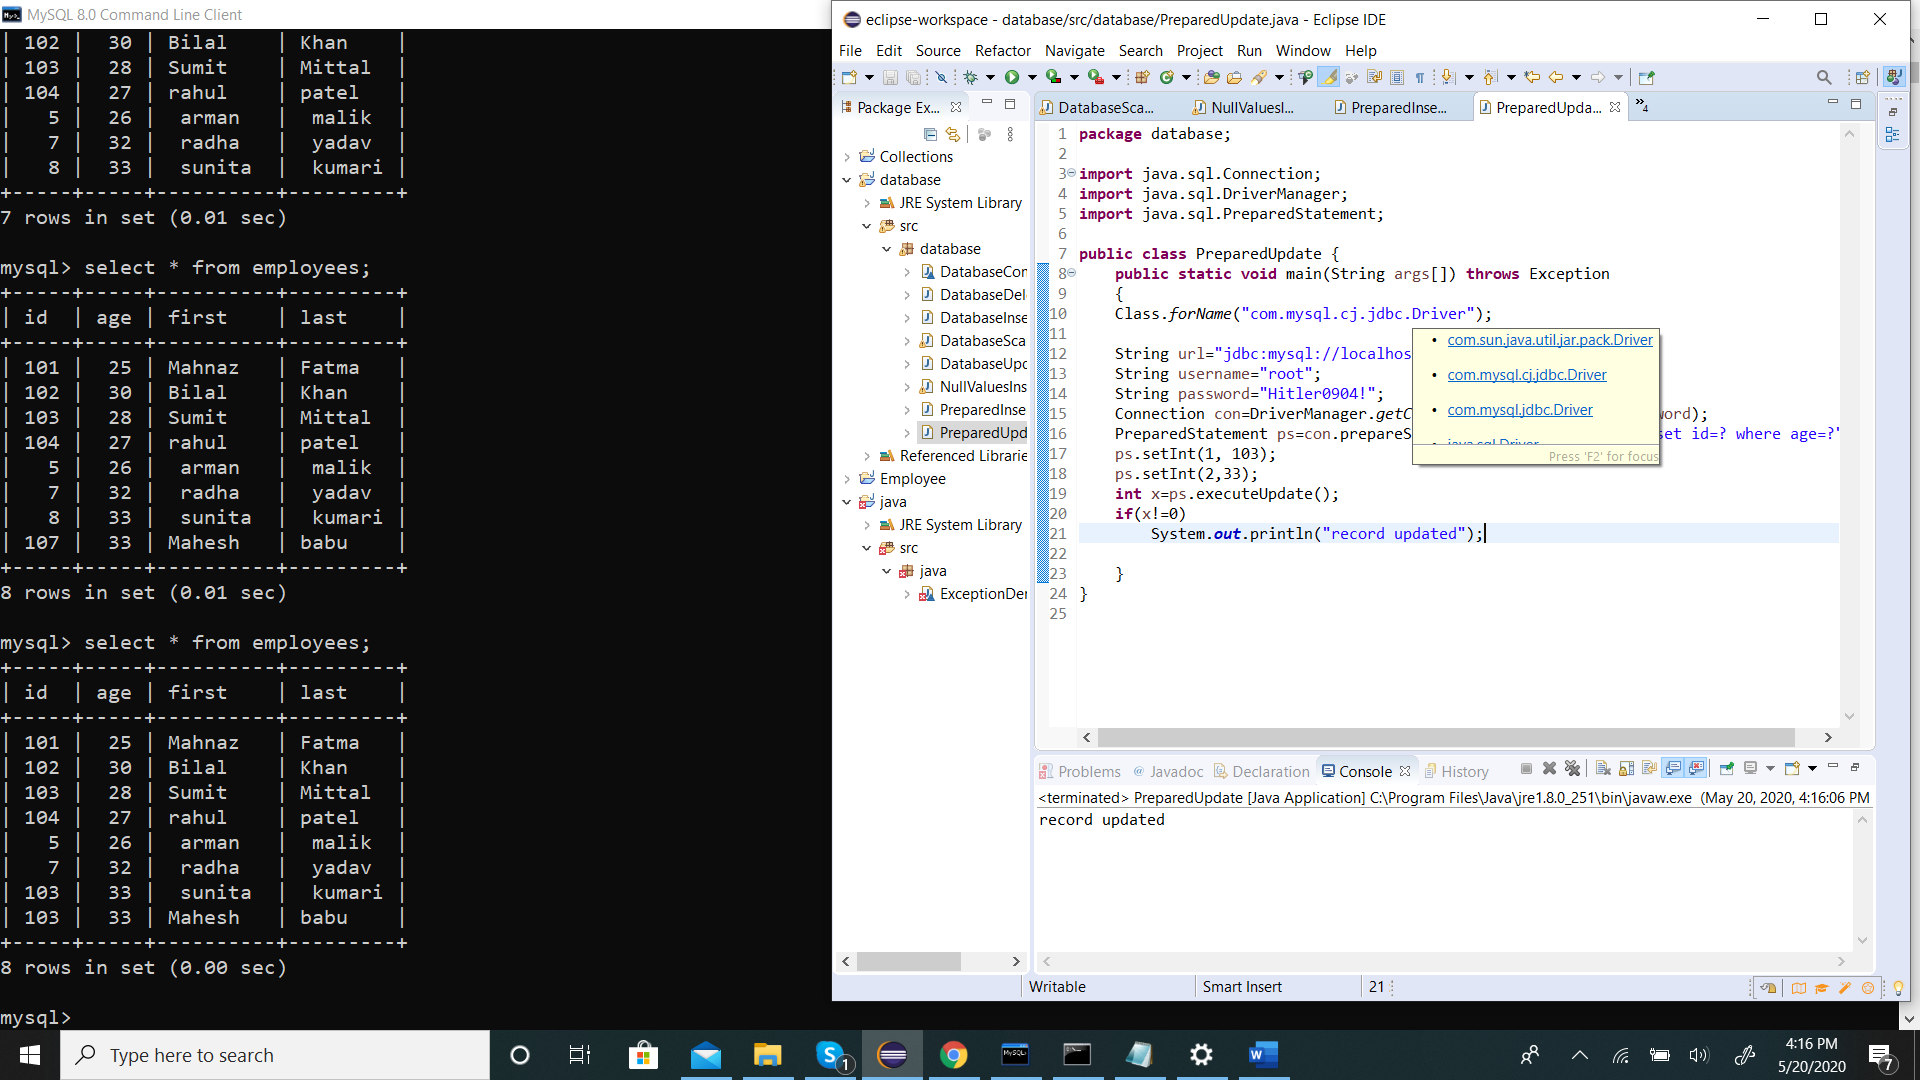 MySQL 8.0 Command Line Client
| 102 | 30 | Bilal | Khan |
| 103 | 28 | Sumit | Mittal |
| 104 | 27 | rahul | patel |
| 5 | 26 | arman | malik |
| 7 | 32 | radha | yadav |
| 8 | 33 | sunita | kumari |
+-----+-----+----------+---------+
7 rows in set (0.01 sec)
mysql> select * from employees;
+-----+-----+----------+---------+
| id | age | first | last |
+-----+-----+----------+---------+
| 101 | 25 | Mahnaz | Fatma |
| 102 | 30 | Bilal | Khan |
| 103 | 28 | Sumit | Mittal |
| 104 | 27 | rahul | patel |
| 5 | 26 | arman | malik |
| 7 | 32 | radha | yadav |
| 8 | 33 | sunita | kumari |
| 107 | 33 | Mahesh | babu |
+-----+-----+----------+---------+
8 rows in set (0.01 sec)
mysql> select * from employees;
+-----+-----+----------+---------+
| id | age | first | last |
+-----+-----+----------+---------+
| 101 | 25 | Mahnaz | Fatma |
| 102 | 30 | Bilal | Khan |
| 103 | 28 | Sumit | Mittal |
| 104 | 27 | rahul | patel |
| 5 | 26 | arman | malik |
| 7 | 32 | radha | yadav |
| 103 | 33 | sunita | kumari |
| 103 | 33 | Mahesh | babu |
+-----+-----+----------+---------+
8 rows in set (0.00 sec)
mysql>
eclipse-workspace - database/src/database/PreparedUpdate.java - Eclipse IDE
File Edit Source Refactor Navigate Search Project Run Window Help
Package Ex...
Collections
database
JRE System Library
src
database
DatabaseCon
DatabaseDel
DatabaseInse
DatabaseSca
DatabaseUpd
NullValuesIns
PreparedInse
PreparedUpd
Referenced Librarie
Employee
java
JRE System Library
src
java
ExceptionDer
DatabaseSca... NullValuesI... PreparedInse... PreparedUpda... »4
1 package database;
2
3 import java.sql.Connection;
4 import java.sql.DriverManager;
5 import java.sql.PreparedStatement;
6
7 public class PreparedUpdate {
8 public static void main(String args[]) throws Exception
9 {
10 Class.forName("com.mysql.cj.jdbc.Driver");
11
12 String url="jdbc:mysql://localhos
13 String username="root";
14 String password="Hitler0904!";
15 Connection con=DriverManager.getC ord);
16 PreparedStatement ps=con.prepareS set id=? where age=?"
17 ps.setInt(1, 103);
18 ps.setInt(2,33);
19 int x=ps.executeUpdate();
20 if(x!=0)
21 System.out.println("record updated");
22
23 }
24 }
25
• com.sun.java.util.jar.pack.Driver
• com.mysql.cj.jdbc.Driver
• com.mysql.jdbc.Driver
• java.sql.Driver
Press 'F2' for focus
Problems @ Javadoc Declaration Console History
<terminated> PreparedUpdate [Java Application] C:\Program Files\Java\jre1.8.0_251\bin\javaw.exe (May 20, 2020, 4:16:06 PM
record updated
Writable Smart Insert 21
Type here to search
S 1
MySQL
W
4:16 PM
5/20/2020
7